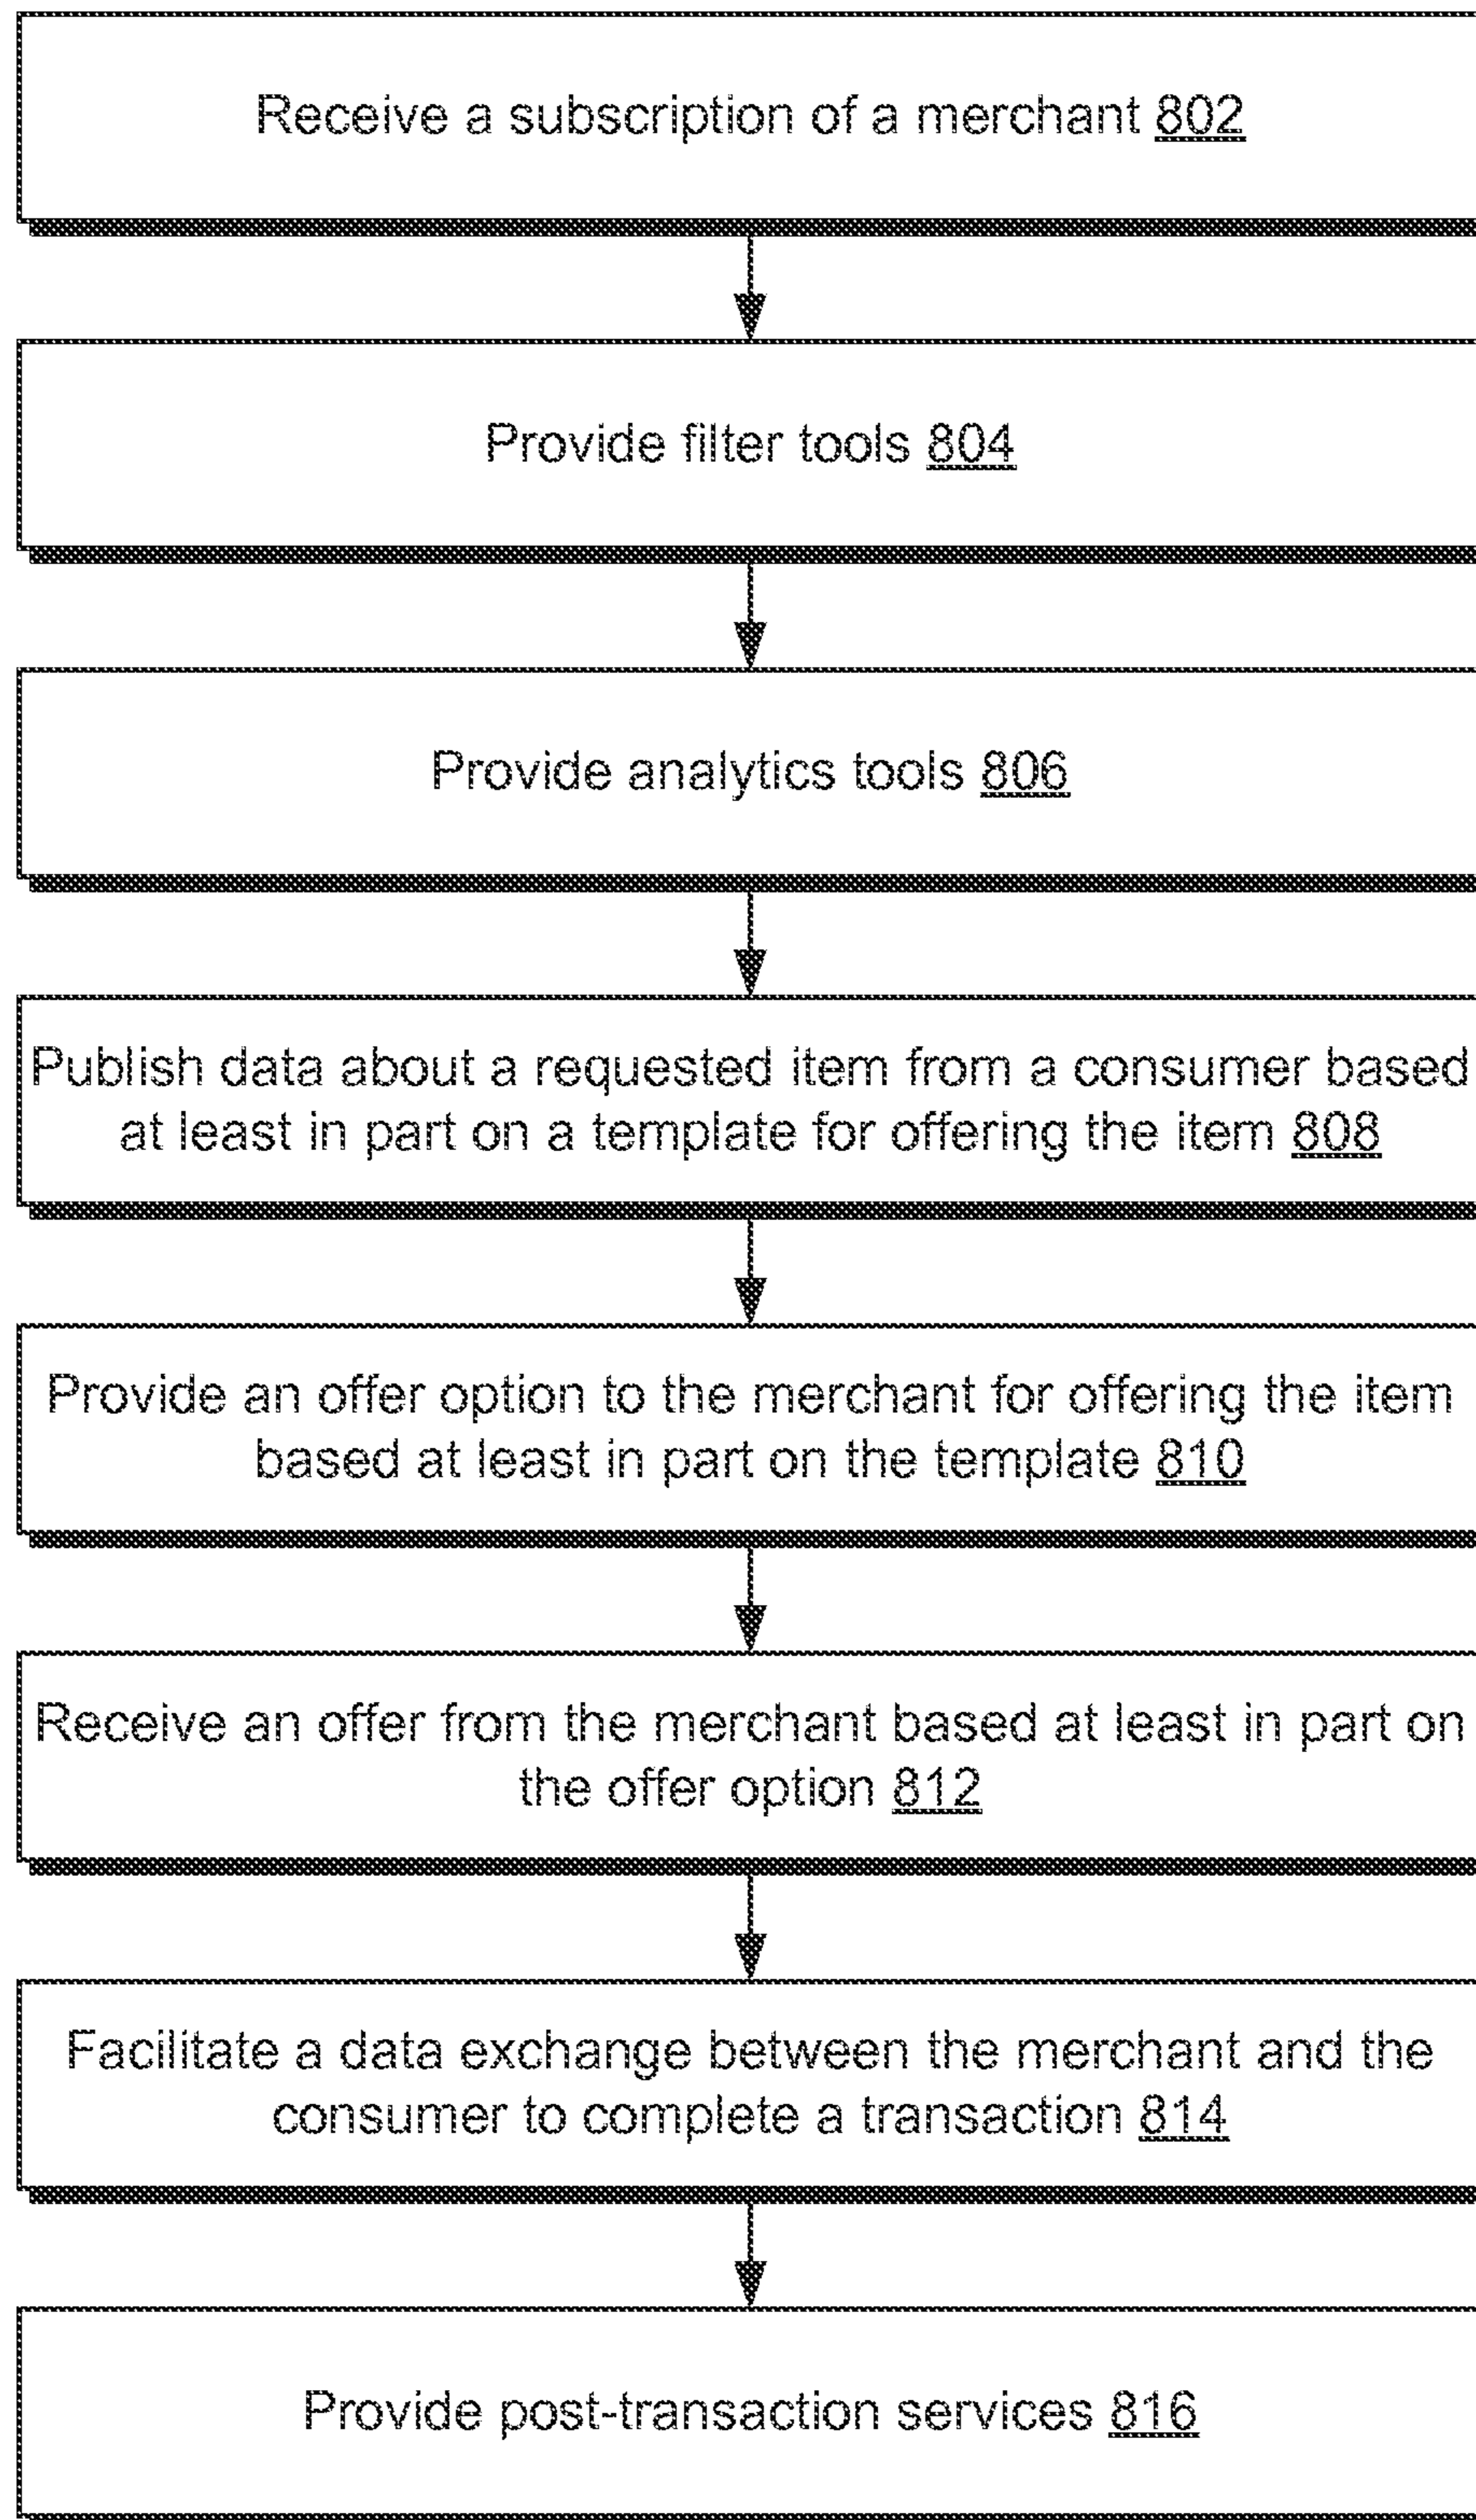 Receive a subscription of a merchant 802
Provide filter tools 804
Provide analytics tools 806
Publish data about a requested item from a consumer based
at least in part on a template for offering the item 808
Provide an offer option to the merchant for offering the item
based at least in part on the template 810
Receive an offer from the merchant based at least in part on
the offer option 812
Facilitate a data exchange between the merchant and the
consumer to complete a transaction 814
Provide post-transaction services 816